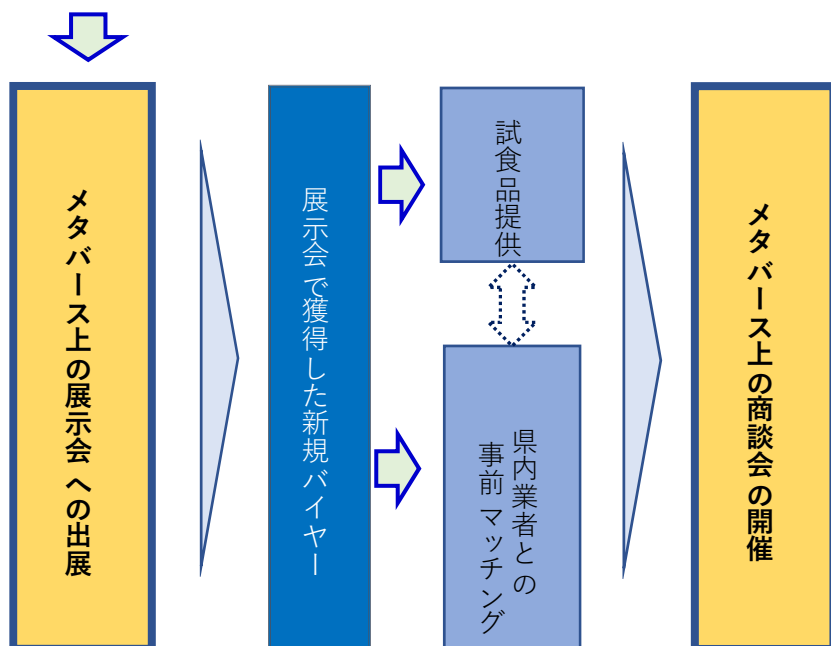 メタバース上の展示会への出展
展示会で獲得した新規バイヤー
試食品提供
県内業者との
事前マッチング
メタバース上の商談会の開催